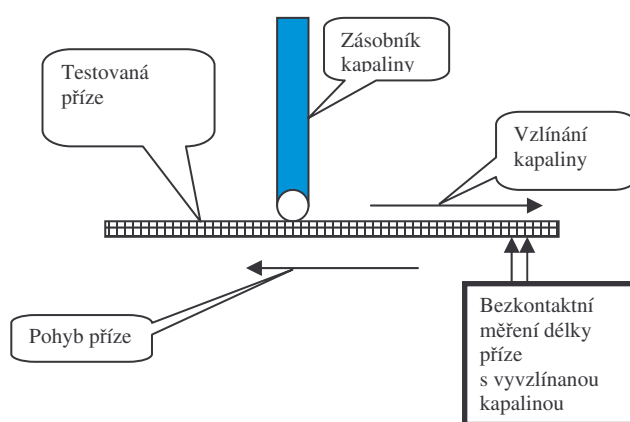 Testovaná
příze
Zásobník
kapaliny
Vzlínání
kapaliny
Pohyb příze
Bezkontaktní
měření délky
příze
s vyvzlínanou
kapalinou